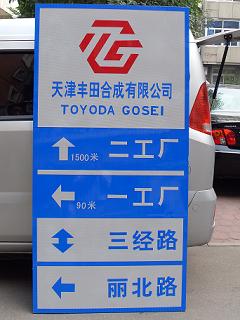 天津丰田合成有限公司
TOYODA GOSEI
二工厂
1500米
一工厂
90米
三经路
丽北路